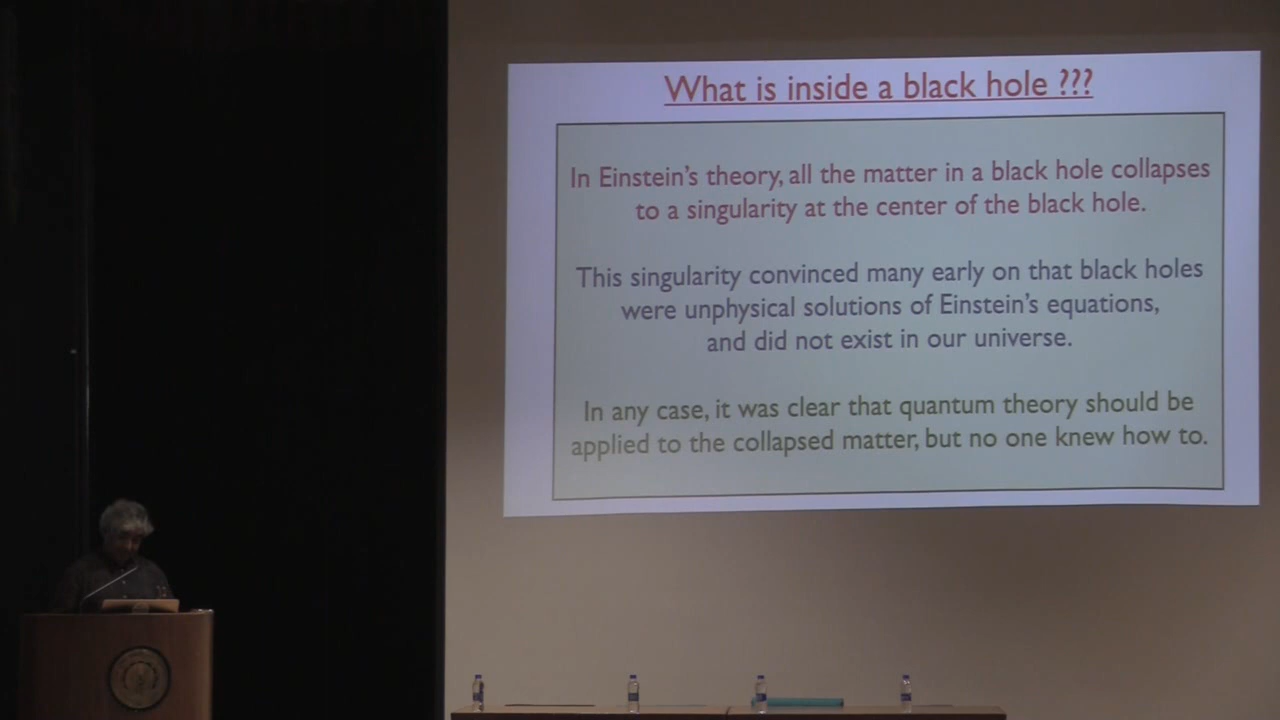 What is inside a black hole ???
In Einstein's theory, all the matter in a black hole collapses
to a singularity at the center of the black hole.
This singularity convinced many early on that black holes
were unphysical solutions of Einstein's equations,
and did not exist in our universe.
In any case, it was clear that quantum theory should be
applied to the collapsed matter, but no one knew how to.